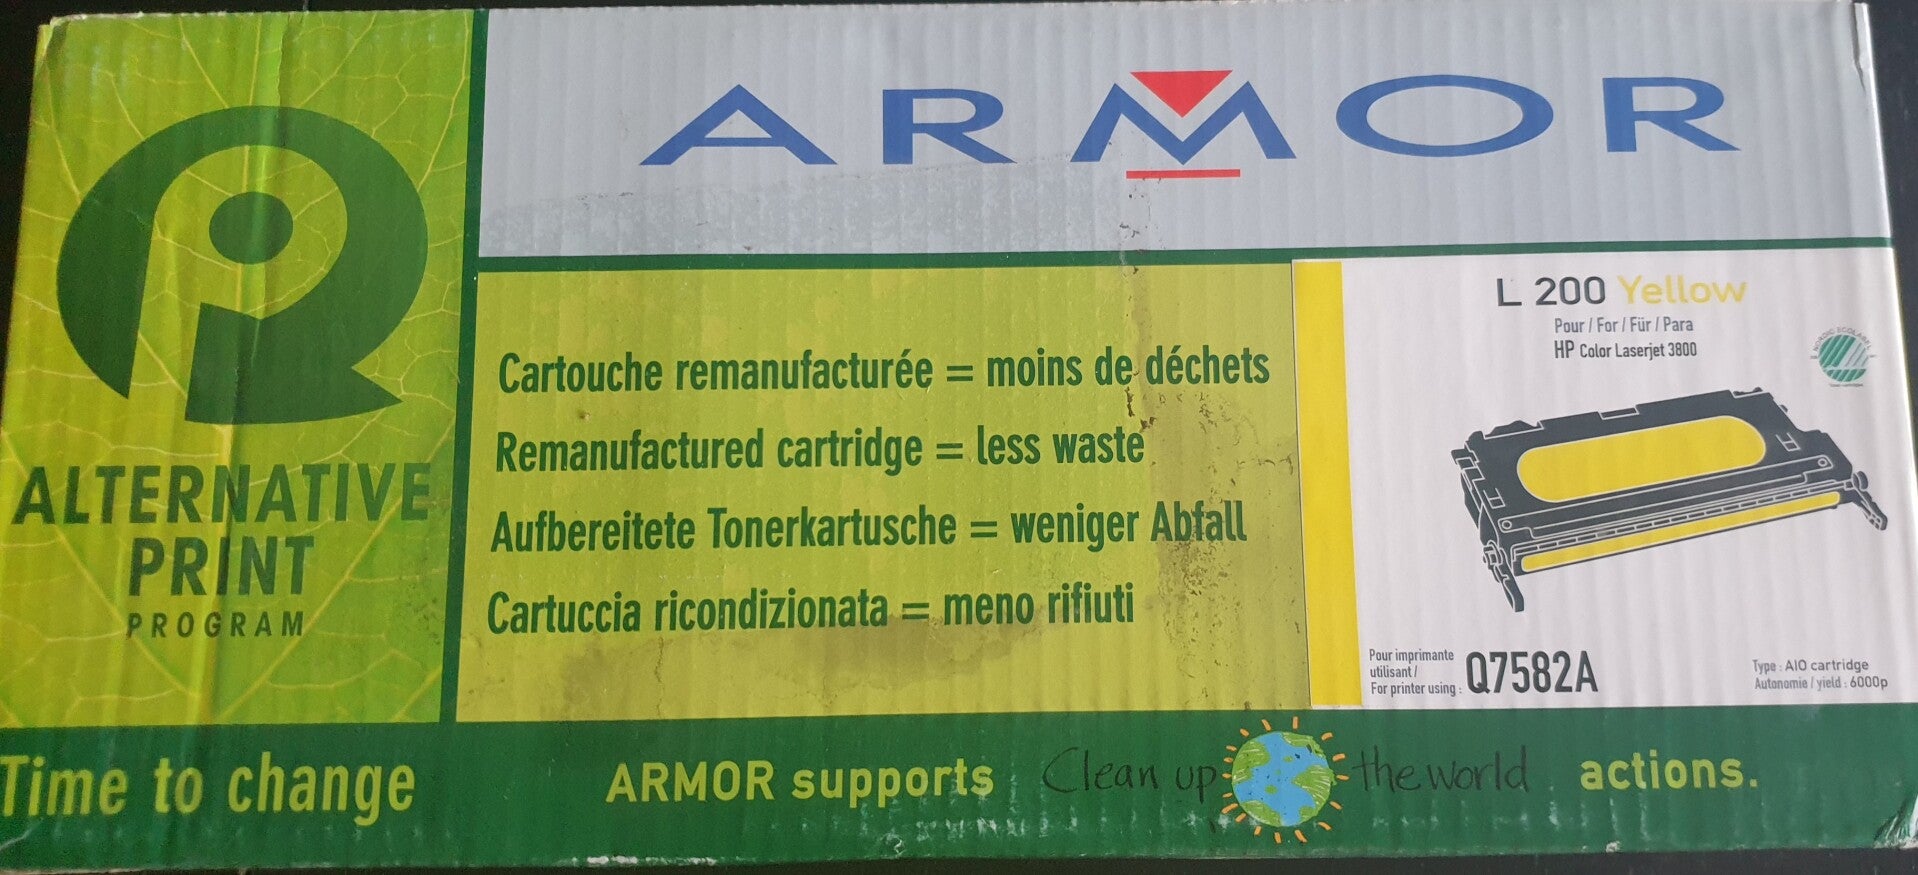 ARMOR
ALTERNATIVE
PRINT
PROGRAM
Cartouche remanufacturée = moins de déchets
Remanufactured cartridge = less waste
Aufbereitete Tonerkartusche = weniger Abfall
Cartuccia ricondizionata = meno rifiuti
L 200 Yellow
Pour / For / Für / Para
HP Color Laserjet 3800
NORDIC ECOLABEL
Pour imprimante
utilisant /
For printer using :
Q7582A
Type : AIO cartridge
Autonomie / yield : 6000p
Time to change
ARMOR supports Clean up the world actions.